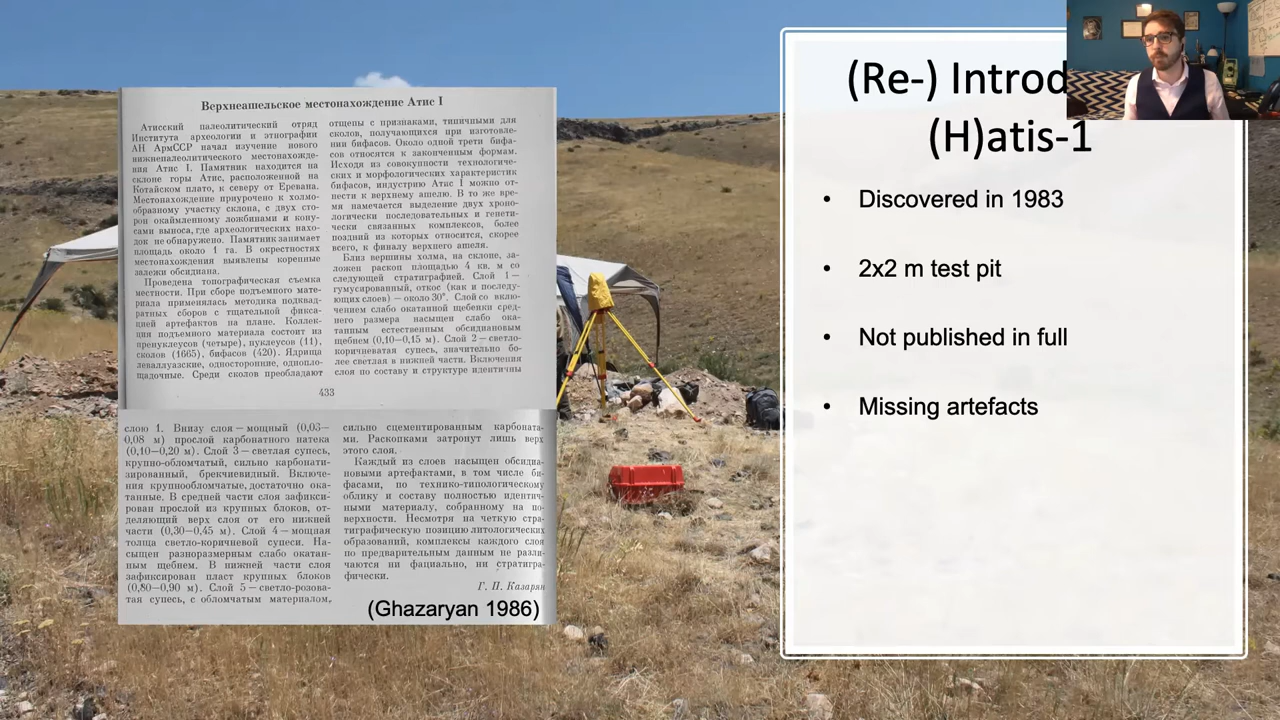 Верхнеашельское местонахождение Атис I
Атисский палеолитический отряд
Института археологии и этнографии
АН АрмССР начал изучение нового
нижнепалеолитического местонахожде-
ния Атис I. Памятник находится на
склоне горы Атис, расположенной на
Котайском плато, к северу от Еревана.
Местонахождение приурочено к холмо-
образному участку склона, с двух сто-
рон окаймленному ложбинами и кону-
сами выноса, где археологических нахо-
док не обнаружено. Памятник занимает
площадь около 1 га. В окрестностях
местонахождения выявлены коренные
залежи обсидиана.
Проведена топографическая съемка
местности. При сборе подъемного мате-
риала применялась методика поквад-
ратных сборов с тщательной фикса-
цией артефактов на плане. Коллек-
ция подъемного материала состоит из
пренуклеусов (четыре), нуклеусов (11),
сколов (1665), бифасов (420). Ядрища
леваллуазские, односторонние, однопло-
щадочные. Среди сколов преобладают
отщепы с признаками, типичными для
сколов, получающихся при изготовле-
нии бифасов. Около одной трети бифа-
сов относится к законченным формам.
Исходя из совокупности технологиче-
ских и морфологических характеристик
бифасов, индустрию Атис I можно от-
нести к верхнему ашелю. В то же вре-
мя намечается выделение двух хроно-
логически последовательных и генети-
чески связанных комплексов, более
поздний из которых относится, скорее
всего, к финалу верхнего ашеля.
Близ вершины холма, на склоне, за-
ложен раскоп площадью 4 кв. м со
следующей стратиграфией. Слой 1 —
гумусированный, откос (как и последу-
ющих слоев) — около 30°. Слой со вклю-
чением слабо окатанной щебенки сред-
него размера насыщен слабо ока-
танным естественным обсидиановым
щебнем (0,10—0,15 м). Слой 2 — светло-
коричневатая супесь, значительно бо-
лее светлая в нижней части. Включения
слоя по составу и структуре идентичны
433
слою 1. Внизу слоя — мощный (0,03—
0,08 м) прослой карбонатного натека
(0,10—0,20 м). Слой 3 — светлая супесь,
крупно-обломчатый, сильно карбонати-
зированный, брекчиевидный. Включе-
ния крупнообломчатые, достаточно ока-
танные. В средней части слоя зафикси-
рован прослой из крупных блоков, от-
деляющий верх слоя от его нижней
части (0,30—0,45 м). Слой 4 — мощная
толща светло-коричневой супеси. На-
сыщен разноразмерным слабо окатан-
ным щебнем. В нижней части слоя
зафиксирован пласт крупных блоков
(0,80—0,90 м). Слой 5 — светло-розова-
тая супесь, с обломчатым материалом,
сильно сцементированным карбоната-
ми. Раскопками затронут лишь верх
этого слоя.
Каждый из слоев насыщен обсидиа-
новыми артефактами, в том числе би-
фасами, по технико-типологическому
облику и составу полностью идентич-
ными материалу, собранному на по-
верхности. Несмотря на четкую стра-
тиграфическую позицию литологических
образований, комплексы каждого слоя
по предварительным данным не разли-
чаются ни фациально, ни стратигра-
фически.
Г. П. Казарян
(Ghazaryan 1986)
(Re-) Introd
(H)atis-1
• Discovered in 1983
• 2x2 m test pit
• Not published in full
• Missing artefacts